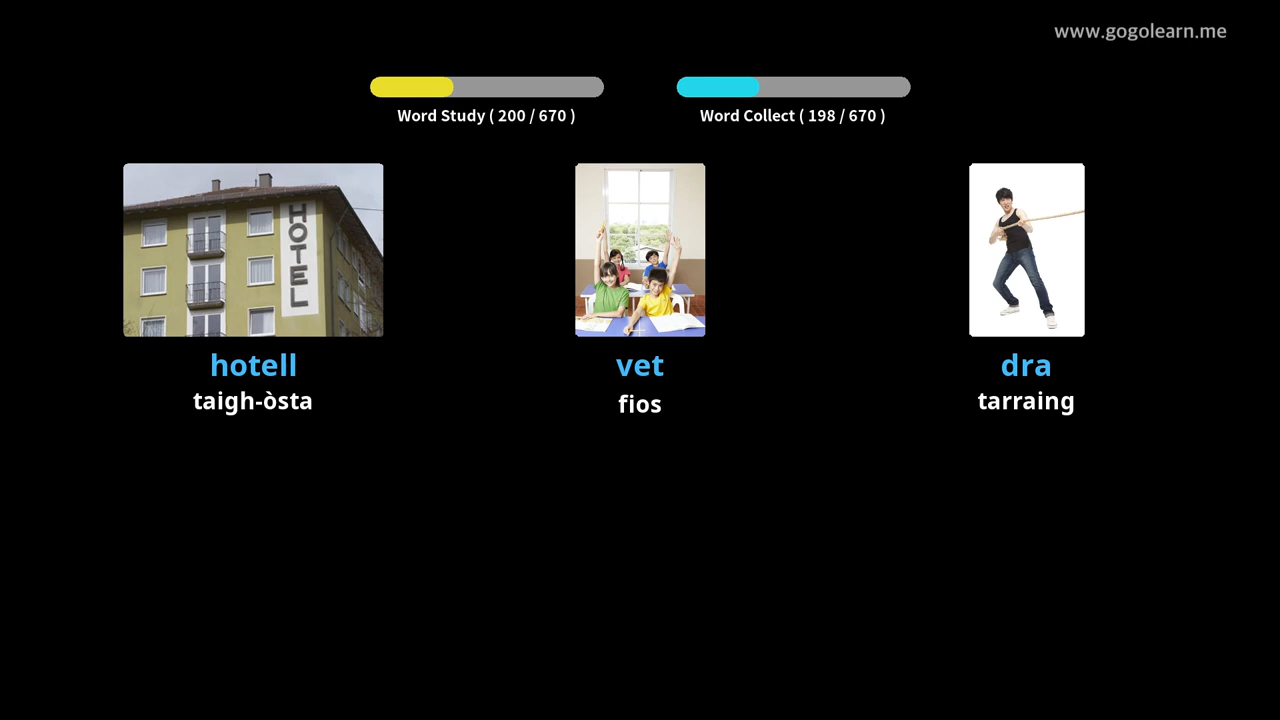 www.gogolearn.me
Word Study ( 200 / 670 )
Word Collect ( 198 / 670 )
HOTEL
hotell
taigh-òsta
vet
fios
dra
tarraing